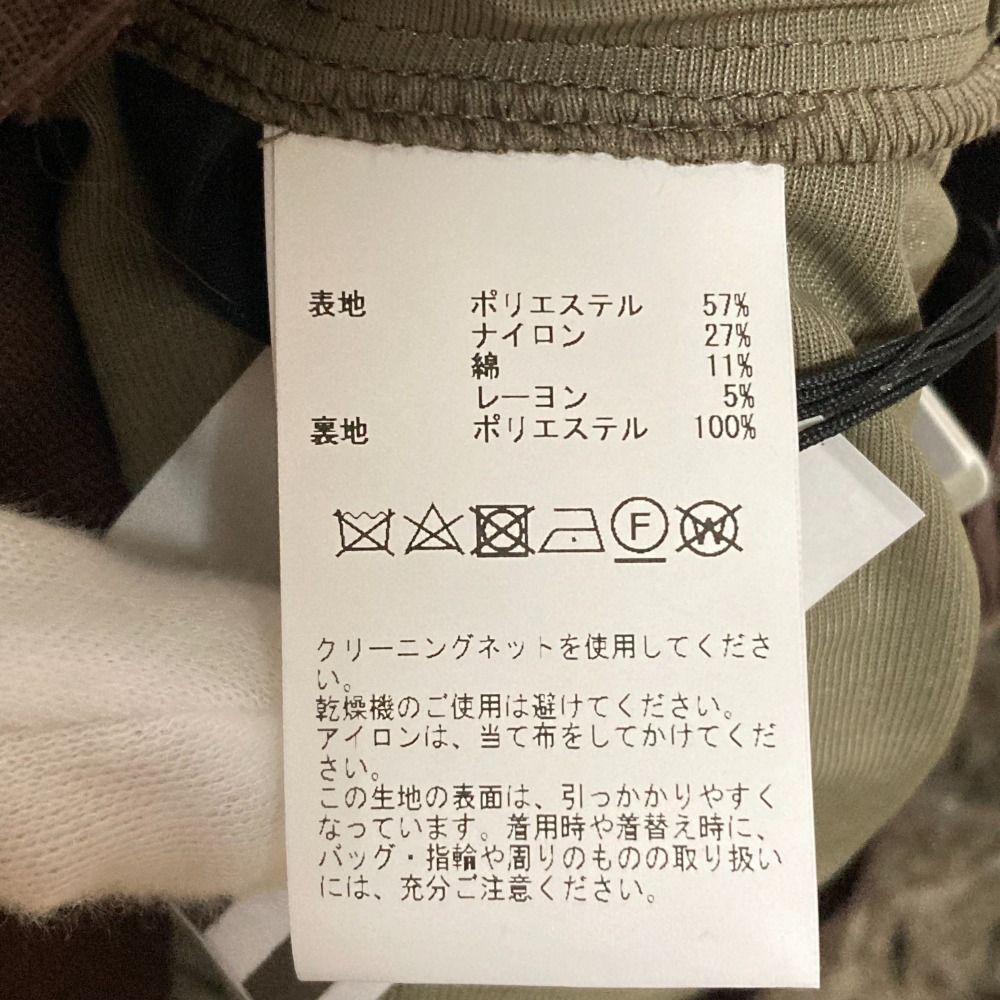 表地 ポリエステル 57%
ナイロン 27%
綿 11%
レーヨン 5%
裏地 ポリエステル 100%
F W
クリーニングネットを使用してくださ
い。
乾燥機のご使用は避けてください。
アイロンは、当て布をしてかけてくだ
さい。
この生地の表面は、引っかかりやすく
なっています。着用時や着替え時に、
バッグ・指輪や周りのものの取り扱い
には、充分ご注意ください。